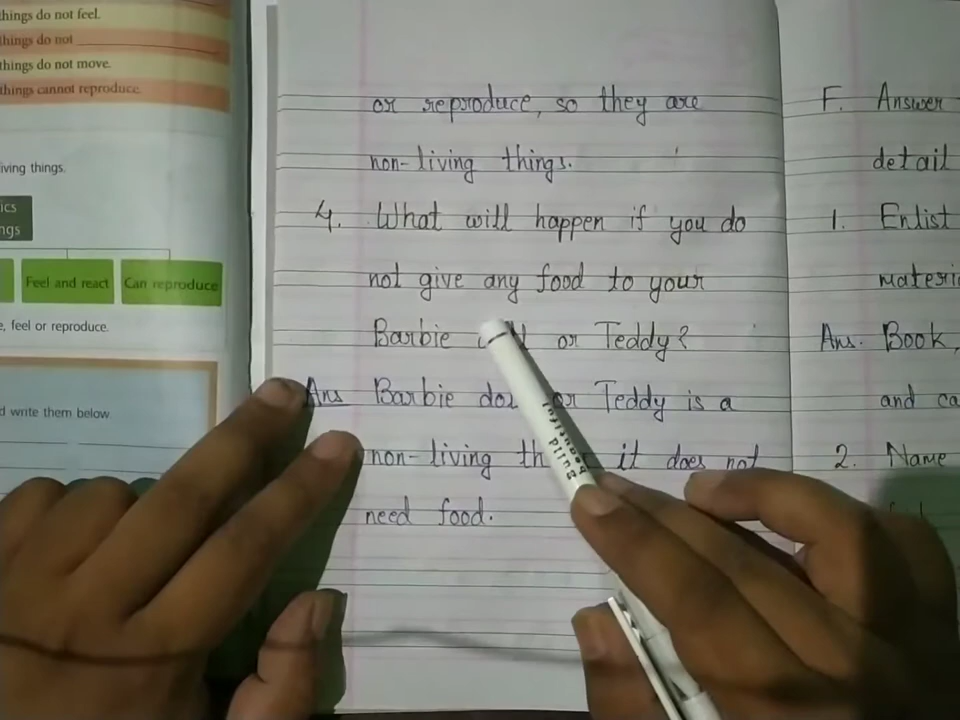 things do not feel.
things do not
things do not move.
things cannot reproduce.
iving things.
ics
ngs
Feel and react
Can reproduce
e, feel or reproduce.
d write them below.
or reproduce, so they are
non-living things.
4. What will happen if you do
not give any food to your
Barbie or Teddy?
Ans Barbie or Teddy is a
non-living it does not
need food.
F. Answer
detail
1. Enlist
materia
Ans. Book,
and ca
2. Name
Build
beautiful